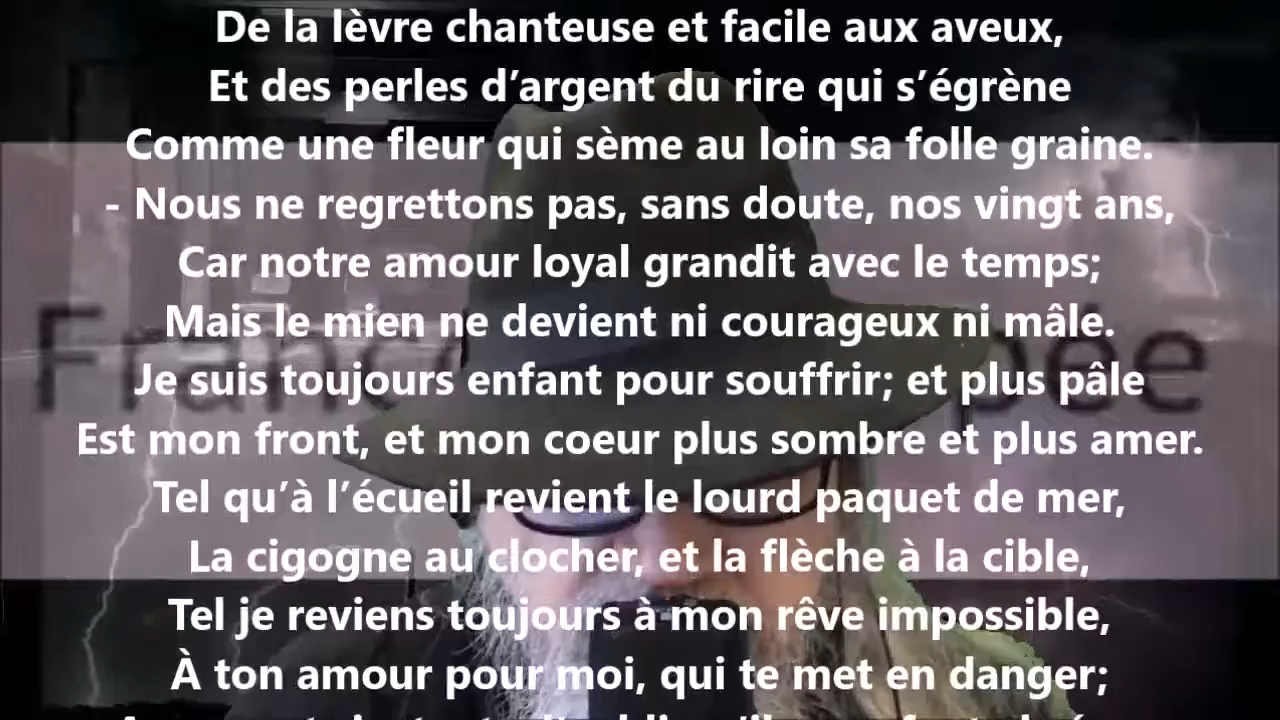 De la lèvre chanteuse et facile aux aveux,
Et des perles d’argent du rire qui s’égrène
Comme une fleur qui sème au loin sa folle graine.
- Nous ne regrettons pas, sans doute, nos vingt ans,
Car notre amour loyal grandit avec le temps;
Mais le mien ne devient ni courageux ni mâle.
Je suis toujours enfant pour souffrir; et plus pâle
Est mon front, et mon coeur plus sombre et plus amer.
Tel qu’à l’écueil revient le lourd paquet de mer,
La cigogne au clocher, et la flèche à la cible,
Tel je reviens toujours à mon rêve impossible,
À ton amour pour moi, qui te met en danger;